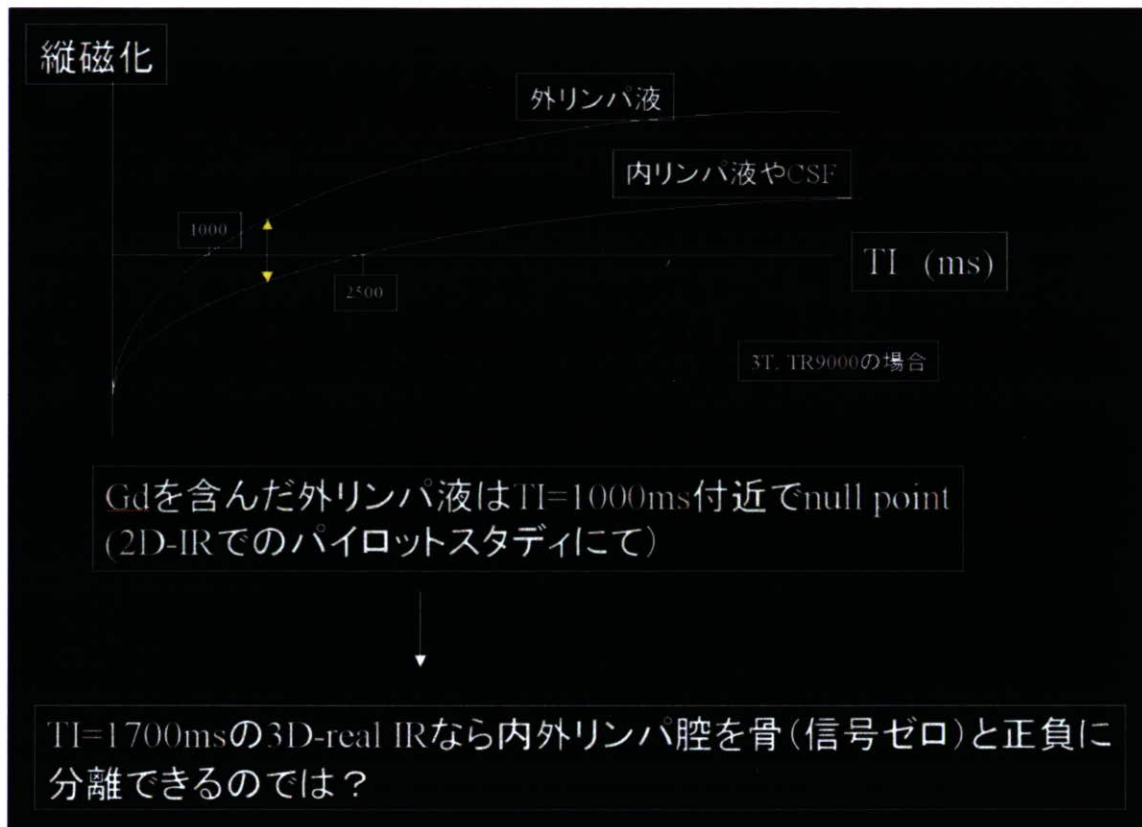 縦磁化
外リンパ液
内リンパ液やCSF
1000
TI (ms)
2500
3T, TR9000の場合
Gdを含んだ外リンパ液はTI=1000ms付近でnull point
(2D-IRでのパイロットスタディにて)
TI=1700msの3D-real IRなら内外リンパ腔を骨(信号ゼロ)と正負に
分離できるのでは?